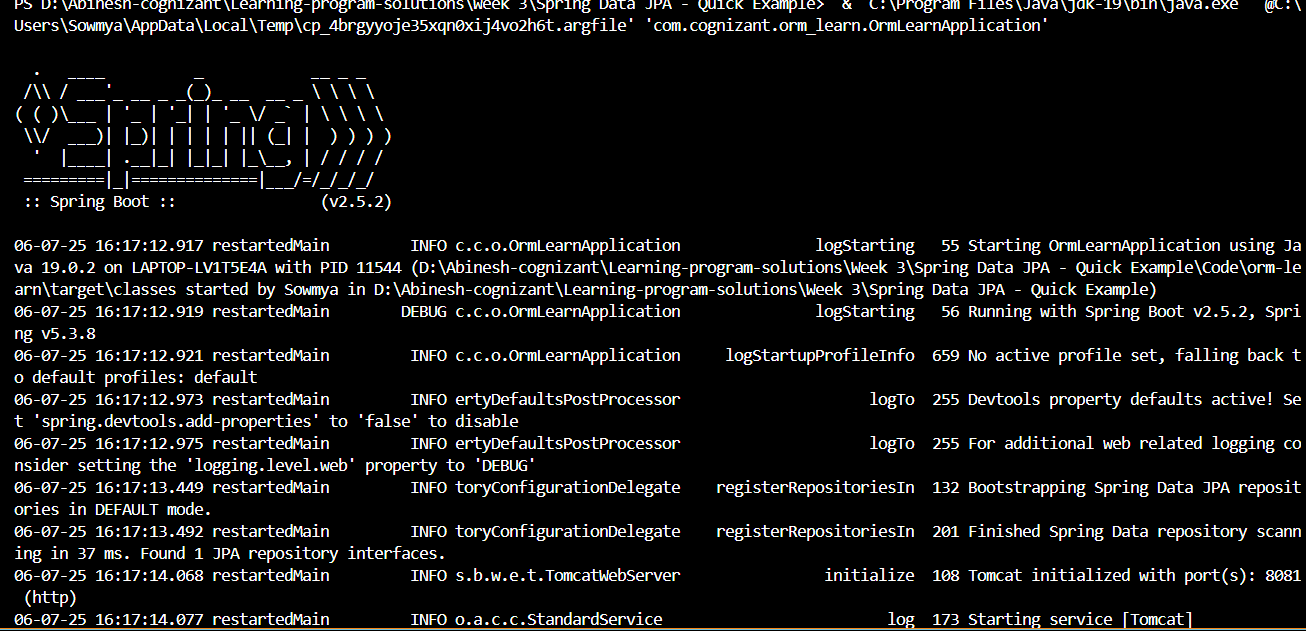 PS D:\Abinesh-cognizant\Learning-program-solutions\Week 3\Spring Data JPA - Quick Example>  &  'C:\Program Files\Java\jdk-19\bin\java.exe'  '@C:\
Users\Sowmya\AppData\Local\Temp\cp_4brgyyoje35xqn0xij4vo2h6t.argfile' 'com.cognizant.orm_learn.OrmLearnApplication'
  .   ____          _            __ _ _
 /\\ / ___'_ __ _ _(_)_ __  __ _ \ \ \ \
( ( )\___ | '_ | '_| | '_ \/ _` | \ \ \ \
 \\/  ___)| |_)| | | | | || (_| |  ) ) ) )
  '  |____| .__|_| |_|_| |_\__, | / / / /
 =========|_|==============|___/=/_/_/_/
 :: Spring Boot ::                (v2.5.2)
06-07-25 16:17:12.917 restartedMain         INFO c.c.o.OrmLearnApplication               logStarting   55 Starting OrmLearnApplication using Ja
va 19.0.2 on LAPTOP-LV1T5E4A with PID 11544 (D:\Abinesh-cognizant\Learning-program-solutions\Week 3\Spring Data JPA - Quick Example\Code\orm-le
arn\target\classes started by Sowmya in D:\Abinesh-cognizant\Learning-program-solutions\Week 3\Spring Data JPA - Quick Example)
06-07-25 16:17:12.919 restartedMain        DEBUG c.c.o.OrmLearnApplication               logStarting   56 Running with Spring Boot v2.5.2, Spri
ng v5.3.8
06-07-25 16:17:12.921 restartedMain         INFO c.c.o.OrmLearnApplication     logStartupProfileInfo  659 No active profile set, falling back t
o default profiles: default
06-07-25 16:17:12.973 restartedMain         INFO ertyDefaultsPostProcessor                     logTo  255 Devtools property defaults active! Se
t 'spring.devtools.add-properties' to 'false' to disable
06-07-25 16:17:12.975 restartedMain         INFO ertyDefaultsPostProcessor                     logTo  255 For additional web related logging co
nsider setting the 'logging.level.web' property to 'DEBUG'
06-07-25 16:17:13.449 restartedMain         INFO toryConfigurationDelegate    registerRepositoriesIn  132 Bootstrapping Spring Data JPA reposit
ories in DEFAULT mode.
06-07-25 16:17:13.492 restartedMain         INFO toryConfigurationDelegate    registerRepositoriesIn  201 Finished Spring Data repository scann
ing in 37 ms. Found 1 JPA repository interfaces.
06-07-25 16:17:14.068 restartedMain         INFO s.b.w.e.t.TomcatWebServer                initialize  108 Tomcat initialized with port(s): 8081
 (http)
06-07-25 16:17:14.077 restartedMain         INFO o.a.c.c.StandardService                         log  173 Starting service [Tomcat]